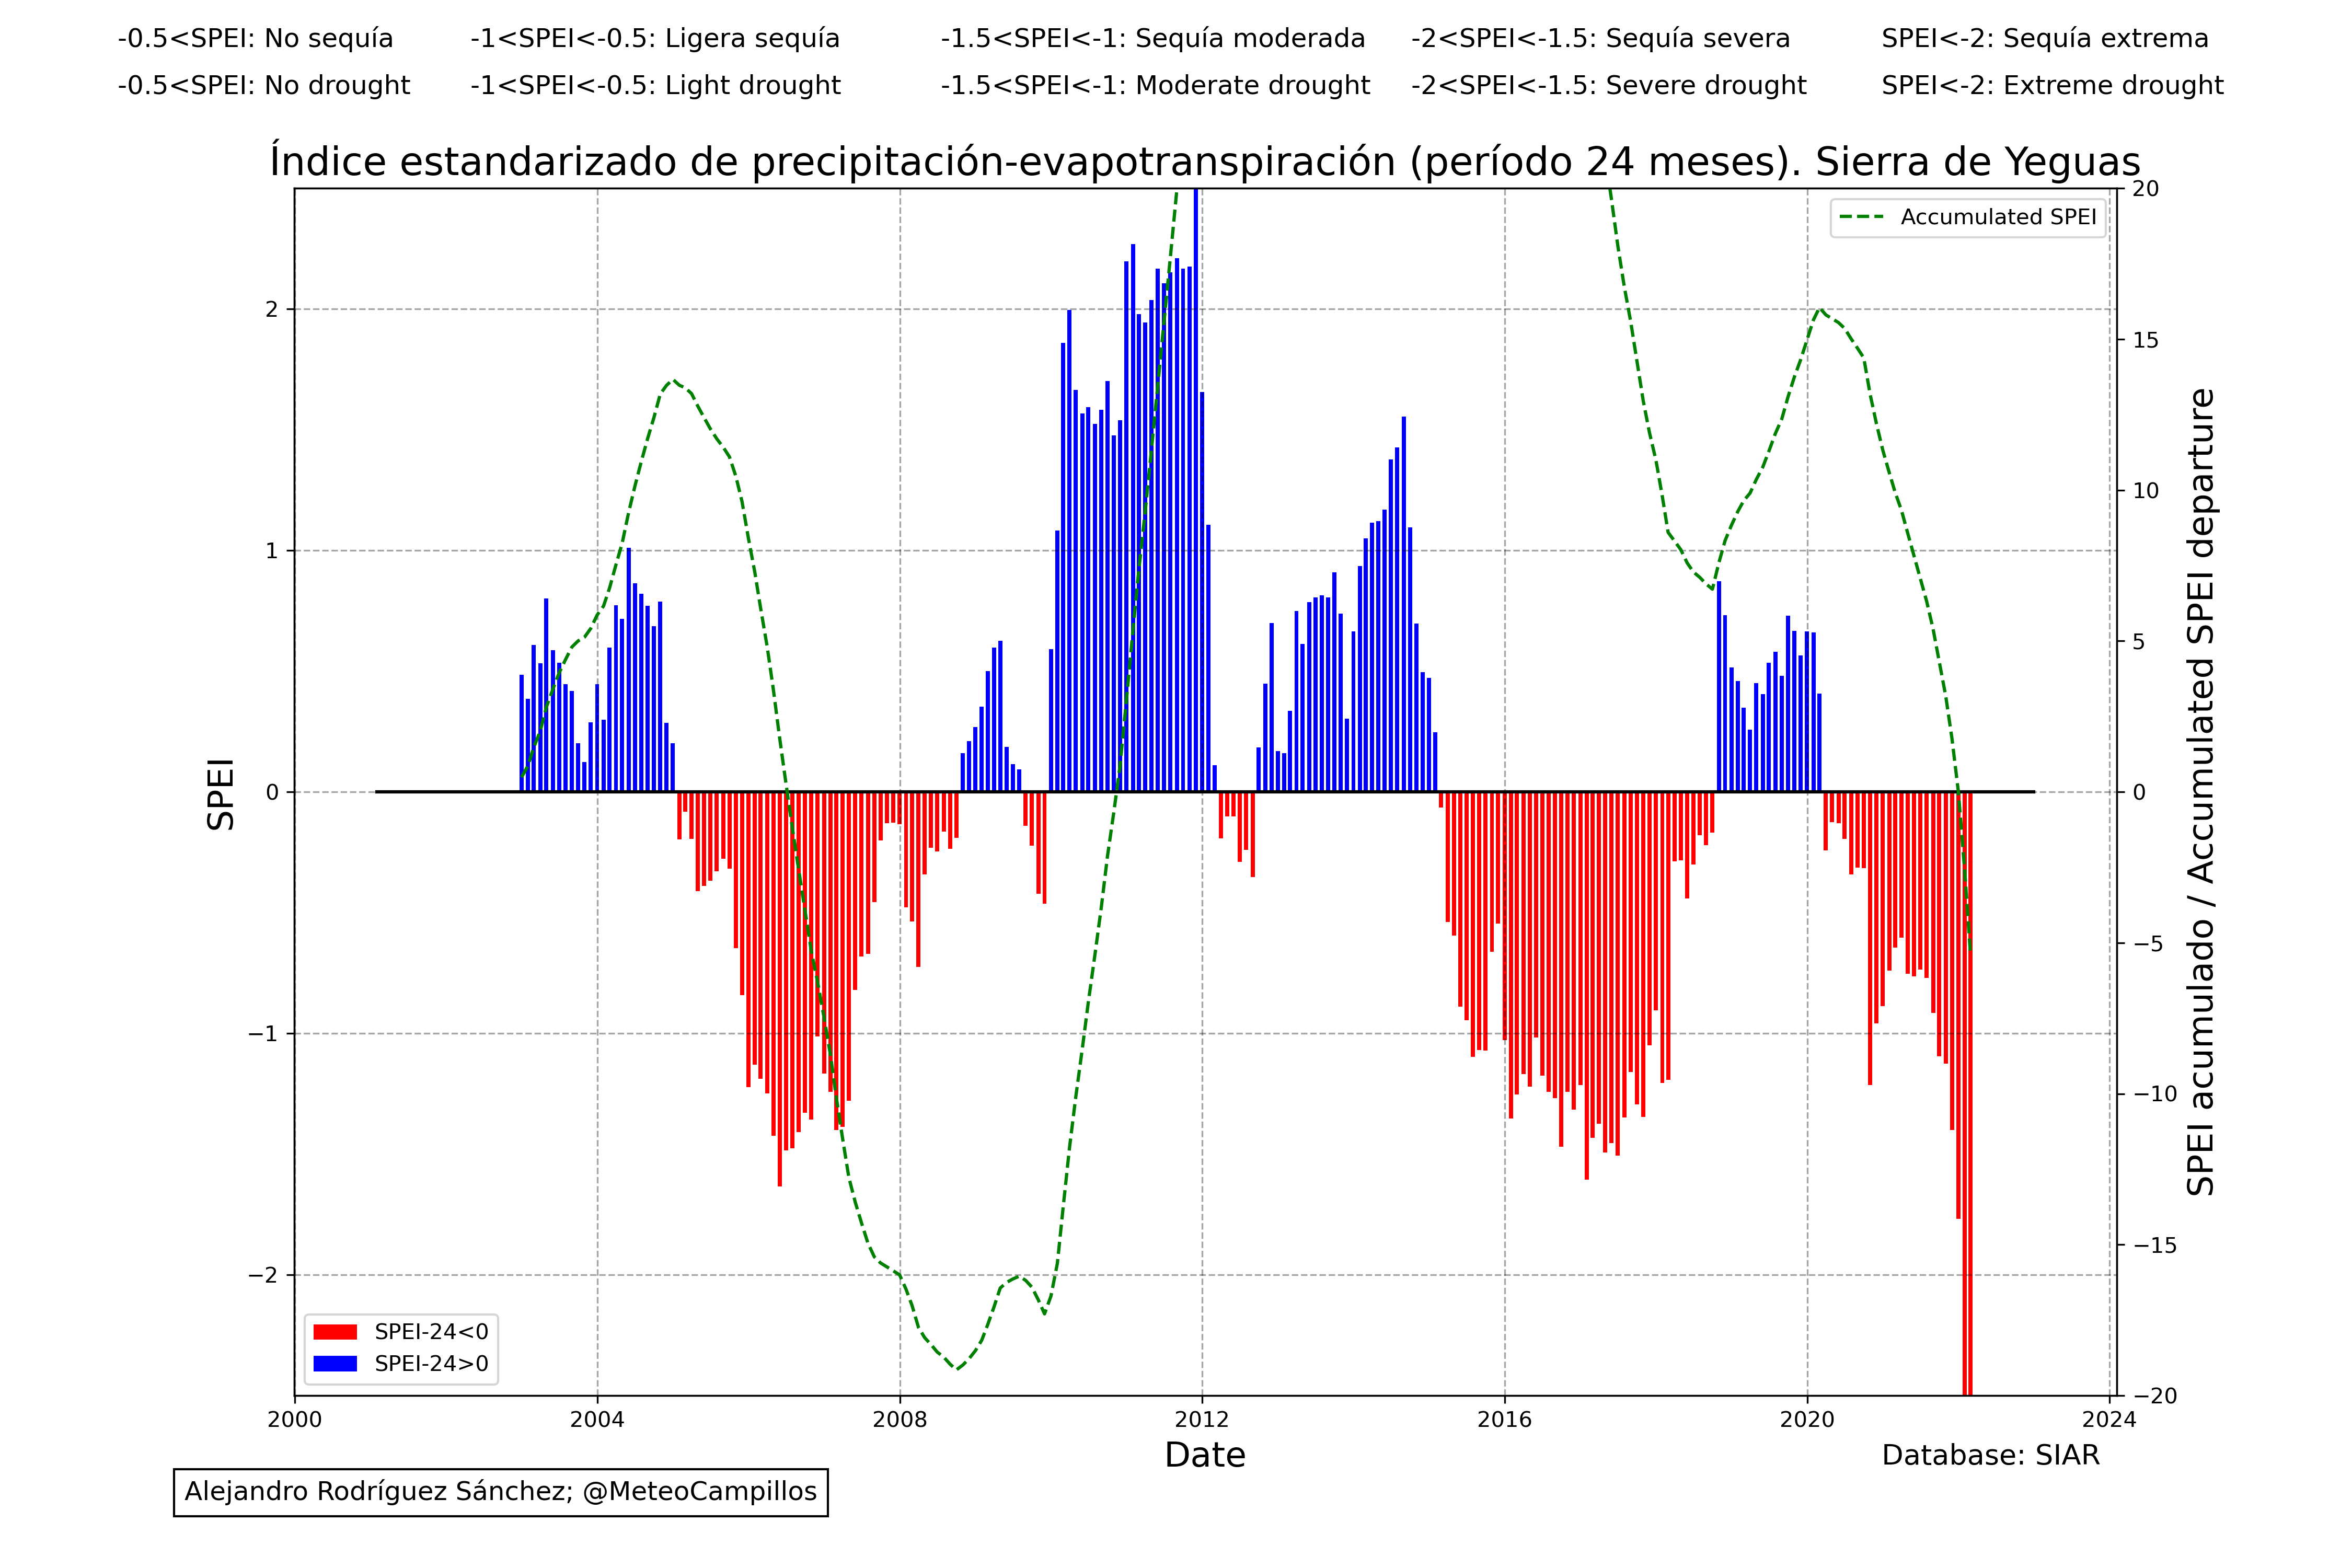 -0.5<SPEI: No sequía -1<SPEI<-0.5: Ligera sequía -1.5<SPEI<-1: Sequía moderada -2<SPEI<-1.5: Sequía severa SPEI<-2: Sequía extrema
-0.5<SPEI: No drought -1<SPEI<-0.5: Light drought -1.5<SPEI<-1: Moderate drought -2<SPEI<-1.5: Severe drought SPEI<-2: Extreme drought
Índice estandarizado de precipitación-evapotranspiración (período 24 meses). Sierra de Yeguas
Accumulated SPEI
2
1
0
−1
−2
SPEI
20
15
10
5
0
−5
−10
−15
−20
SPEI acumulado / Accumulated SPEI departure
SPEI-24<0
SPEI-24>0
2000 2004 2008 2012 2016 2020 2024
Date
Database: SIAR
Alejandro Rodríguez Sánchez; @MeteoCampillos